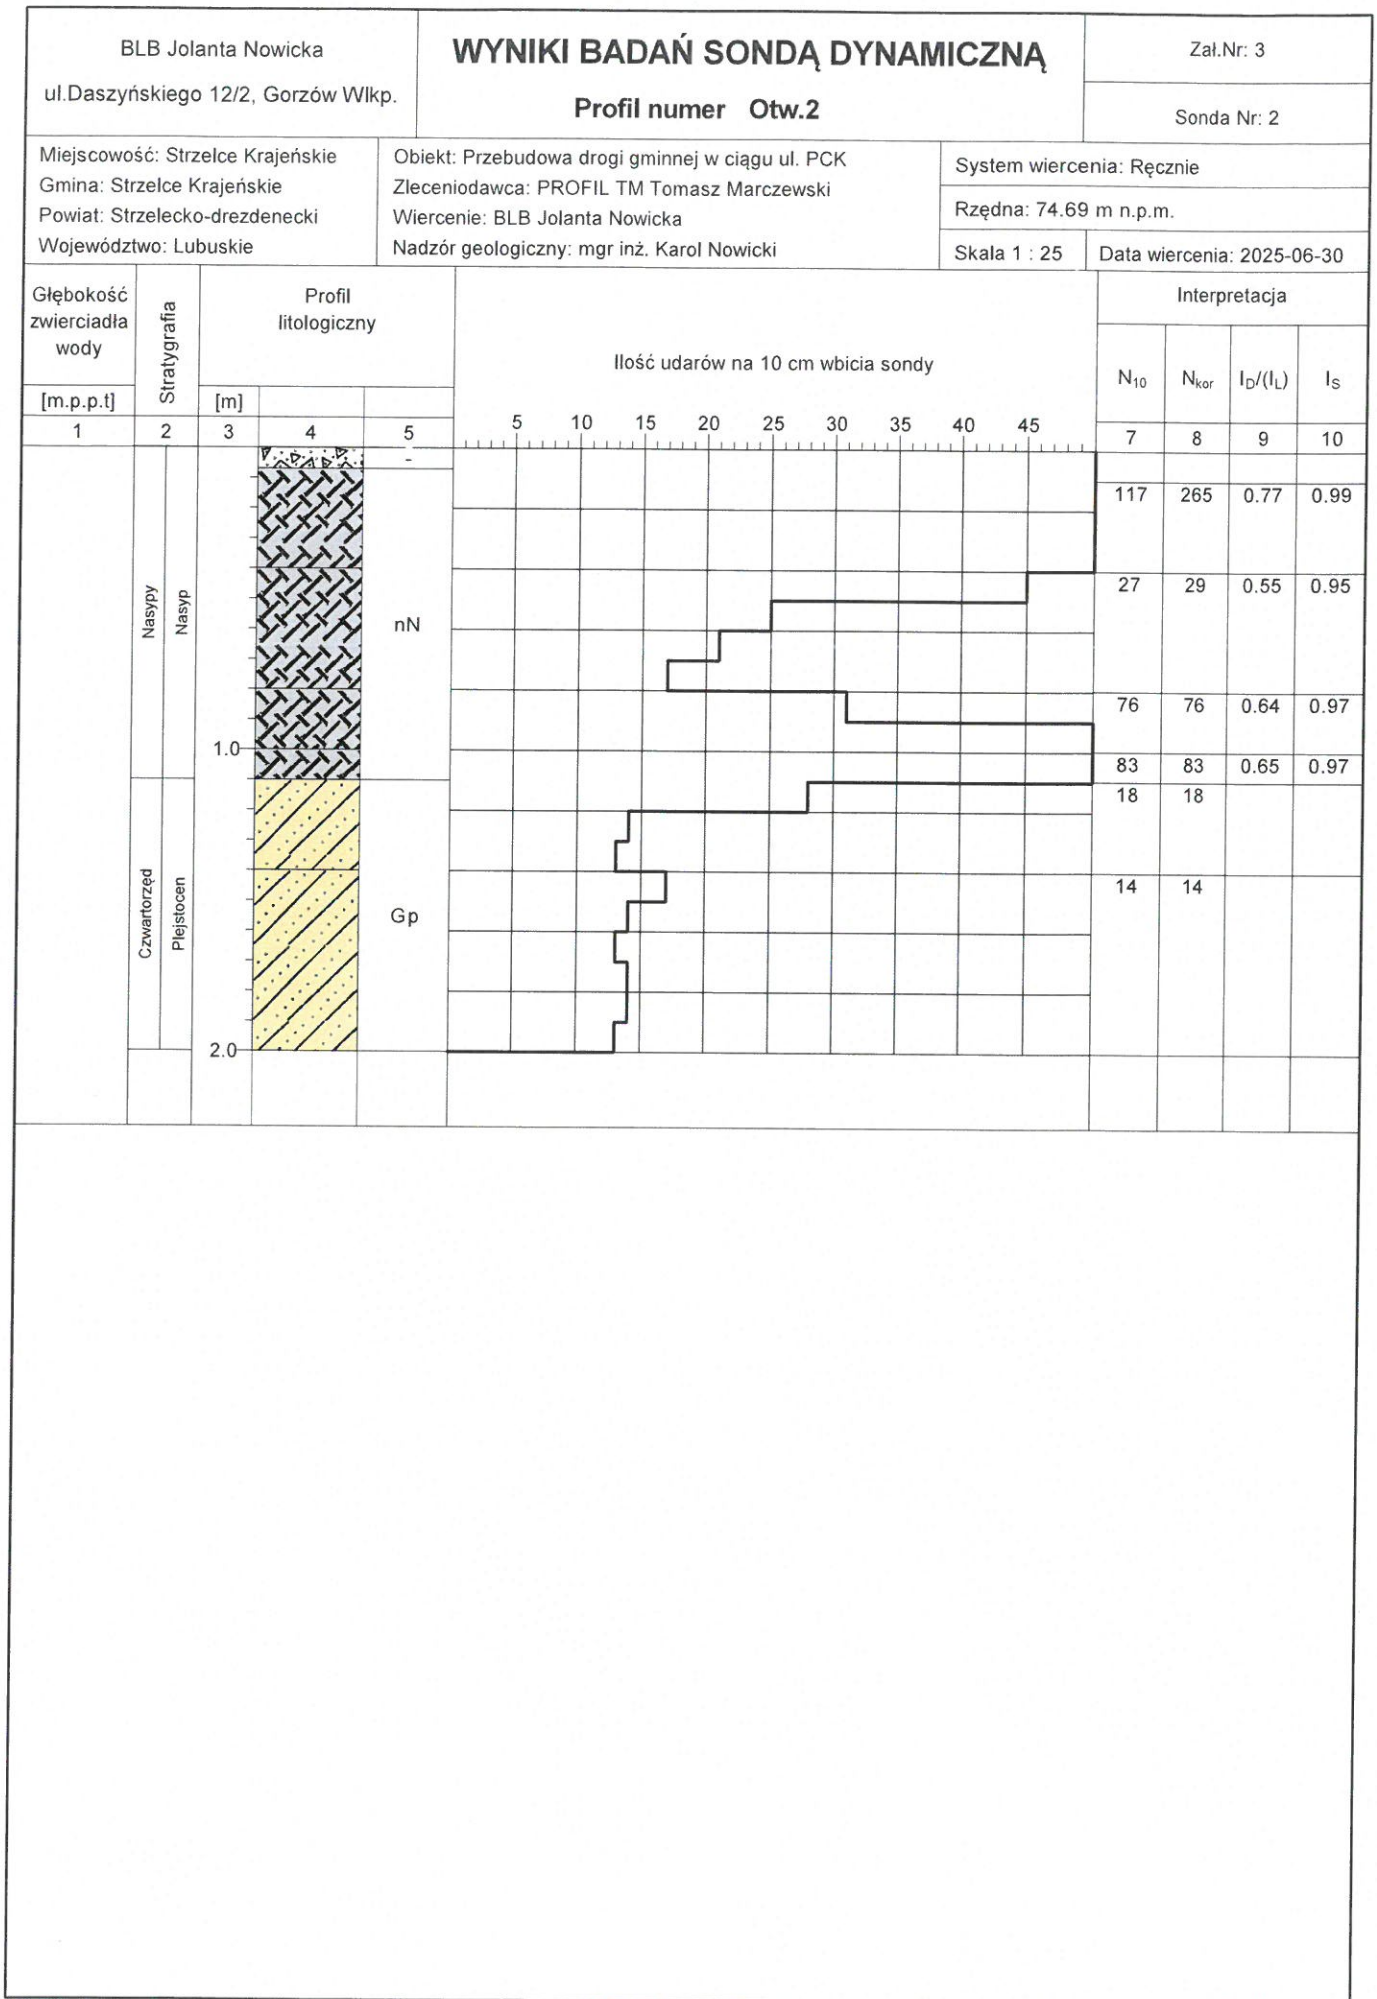 BLB Jolanta Nowicka
ul.Daszyńskiego 12/2, Gorzów Wlkp.
WYNIKI BADAŃ SONDĄ DYNAMICZNĄ
Profil numer Otw.2
Zał.Nr: 3
Sonda Nr: 2
Miejscowość: Strzelce Krajeńskie
Gmina: Strzelce Krajeńskie
Powiat: Strzelecko-drezdenecki
Województwo: Lubuskie
Obiekt: Przebudowa drogi gminnej w ciągu ul. PCK
Zleceniodawca: PROFIL TM Tomasz Marczewski
Wiercenie: BLB Jolanta Nowicka
Nadzór geologiczny: mgr inż. Karol Nowicki
System wiercenia: Ręcznie
Rzędna: 74.69 m n.p.m.
Skala 1 : 25
Data wiercenia: 2025-06-30
Głębokość
zwierciadła
wody
[m.p.p.t]
Stratygrafia
Profil
litologiczny
[m]
Ilość udarów na 10 cm wbicia sondy
Interpretacja
N10 Nkor ID/(IL) IS
5 10 15 20 25 30 35 40 45
1 2 3 4 5 7 8 9 10
-
117 265 0.77 0.99
27 29 0.55 0.95
Nasypy
Nasyp
nN
76 76 0.64 0.97
1.0
83 83 0.65 0.97
18 18
14 14
Czwartorzęd
Plejstocen
Gp
2.0